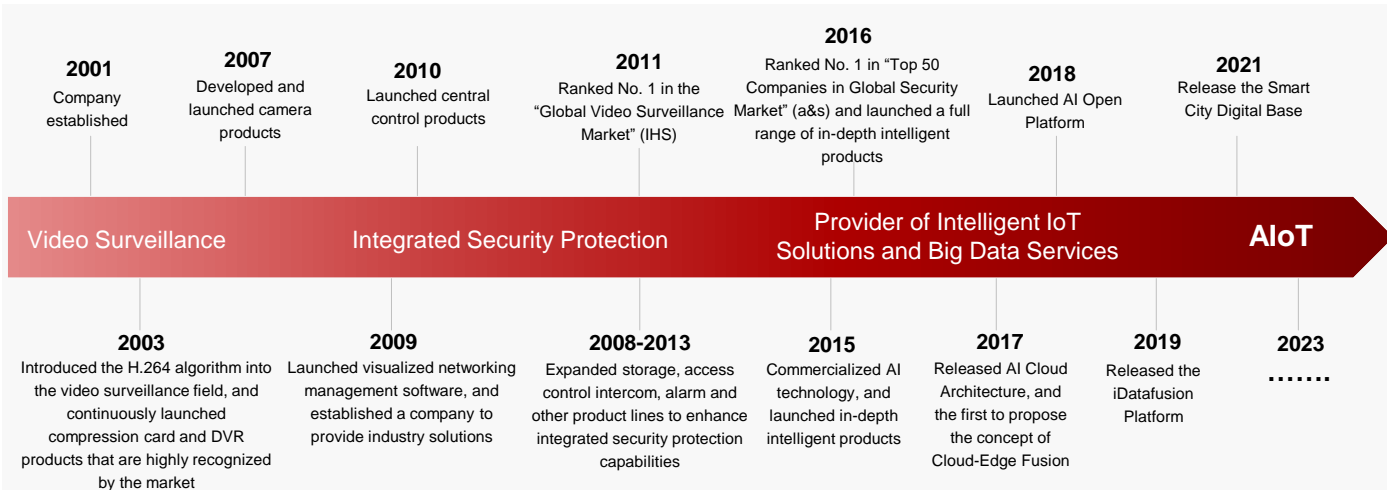 2001
Company
established
2007
Developed and
launched camera
products
2010
Launched central
control products
2011
Ranked No. 1 in the
“Global Video Surveillance
Market” (IHS)
2016
Ranked No. 1 in “Top 50
Companies in Global Security
Market” (a&s) and launched a full
range of in-depth intelligent
products
2018
Launched AI Open
Platform
2021
Release the Smart
City Digital Base
Video Surveillance
Integrated Security Protection
Provider of Intelligent IoT
Solutions and Big Data Services
AIoT
2003
Introduced the H.264 algorithm into
the video surveillance field, and
continuously launched
compression card and DVR
products that are highly recognized
by the market
2009
Launched visualized networking
management software, and
established a company to
provide industry solutions
2008-2013
Expanded storage, access
control intercom, alarm and
other product lines to enhance
integrated security protection
capabilities
2015
Commercialized AI
technology, and
launched in-depth
intelligent products
2017
Released AI Cloud
Architecture, and
the first to propose
the concept of
Cloud-Edge Fusion
2019
Released the
iDatafusion
Platform
2023
…….